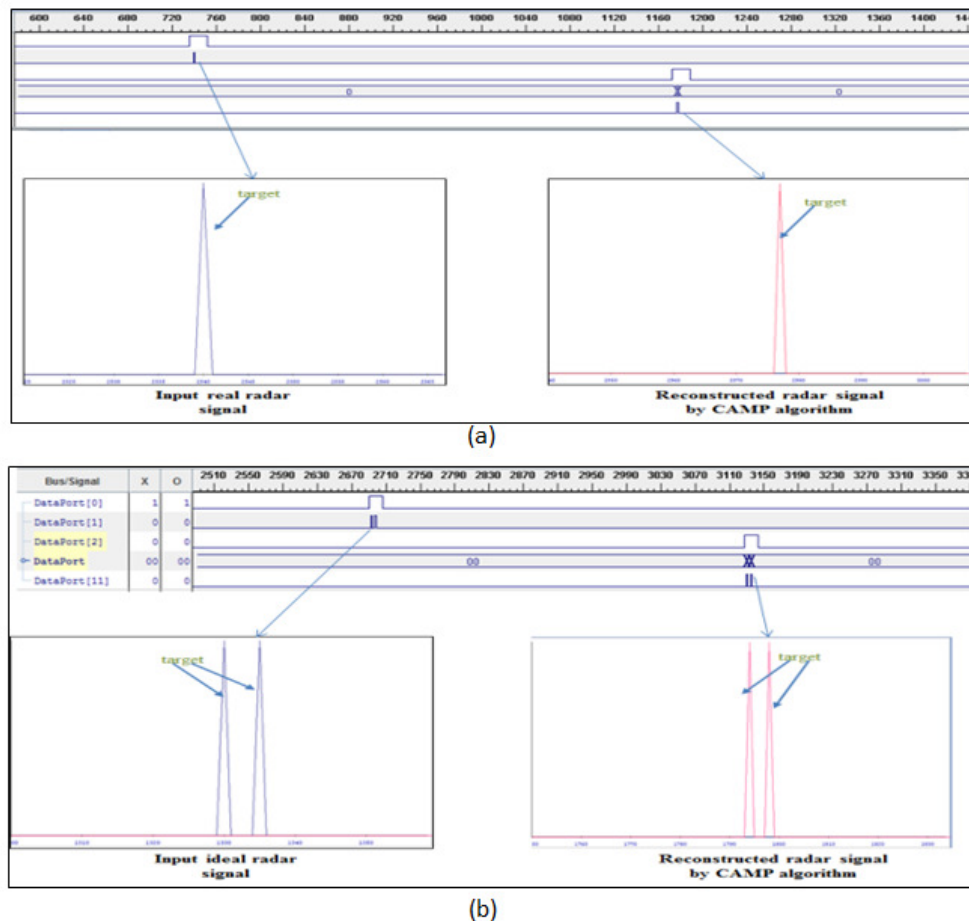 600 640 680 720 760 800 840 880 920 960 1000 1040 1080 1120 1160 1200 1240 1280 1320 1360 1400
0 0
target
target
Input real radar
signal
Reconstructed radar signal
by CAMP algorithm
(a)
Bus/Signal X O 2510 2550 2590 2630 2670 2710 2750 2790 2830 2870 2910 2950 2990 3030 3070 3110 3150 3190 3230 3270 3310 3350
DataPort[0] 1 1
DataPort[1] 0 0
DataPort[2] 0 0
DataPort 00 00 00 00
DataPort[11] 0 0
target
target
Input ideal radar
signal
Reconstructed radar signal
by CAMP algorithm
(b)